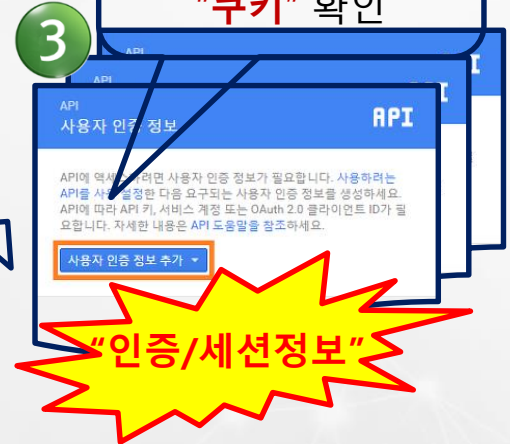 "쿠키" 확인
3
API
API
API
사용자 인증 정보
API
API에 액세스하려면 사용자 인증 정보가 필요합니다. 사용하려는
API를 사용 설정한 다음 요구되는 사용자 인증 정보를 생성하세요.
API에 따라 API 키, 서비스 계정 또는 OAuth 2.0 클라이언트 ID가 필
요합니다. 자세한 내용은 API 도움말을 참조하세요.
사용자 인증 정보 추가
"인증/세션정보"